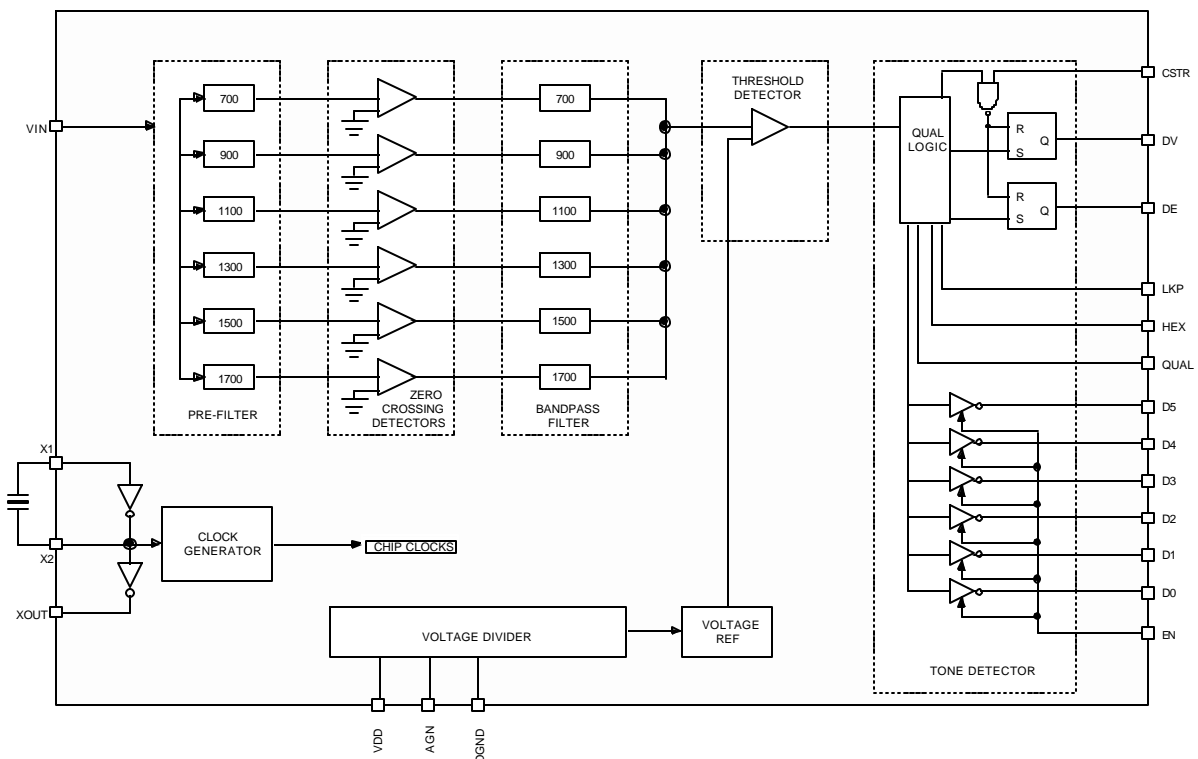 VIN
700
900
1100
1300
1500
1700
PRE-FILTER
ZERO
CROSSING
DETECTORS
700
900
1100
1300
1500
1700
BANDPASS
FILTER
THRESHOLD
DETECTOR
QUAL
LOGIC
R
S
Q
R
S
Q
CSTR
DV
DE
LKP
HEX
QUAL
D5
D4
D3
D2
D1
D0
EN
TONE DETECTOR
X1
X2
XOUT
CLOCK
GENERATOR
CHIP CLOCKS
VOLTAGE DIVIDER
VOLTAGE
REF
VDD
AGN
DGND